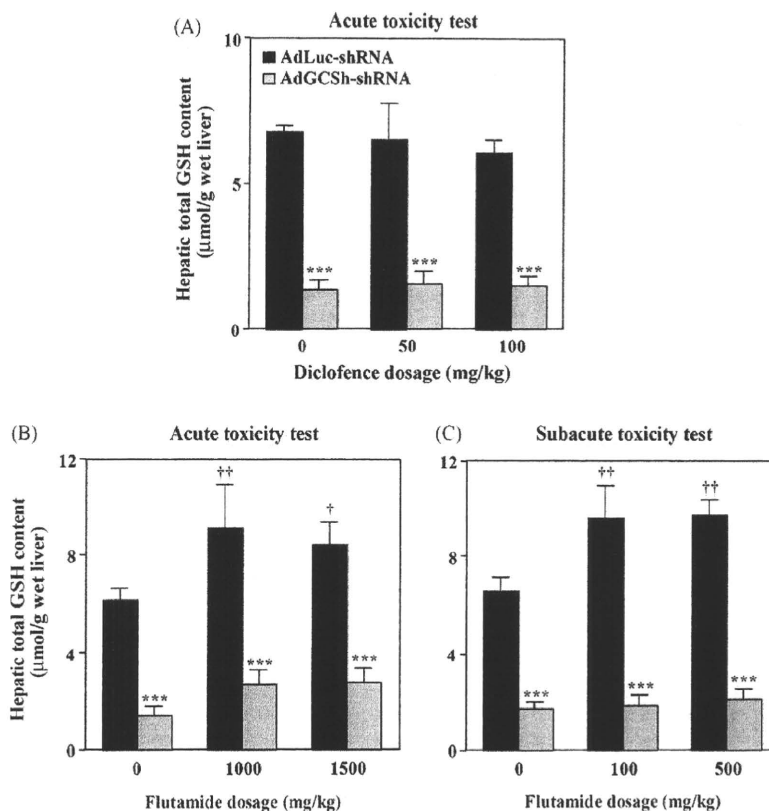 (A)
Acute toxicity test
10
AdLuc-shRNA
AdGCSh-shRNA
Hepatic total GSH content
(µmol/g wet liver)
5
***
***
***
0
0
50
100
Diclofence dosage (mg/kg)
(B)
Acute toxicity test
12
††
†
Hepatic total GSH content
(µmol/g wet liver)
8
4
***
***
***
0
0
1000
1500
Flutamide dosage (mg/kg)
(C)
Subacute toxicity test
12
††
††
8
4
***
***
***
0
0
100
500
Flutamide dosage (mg/kg)